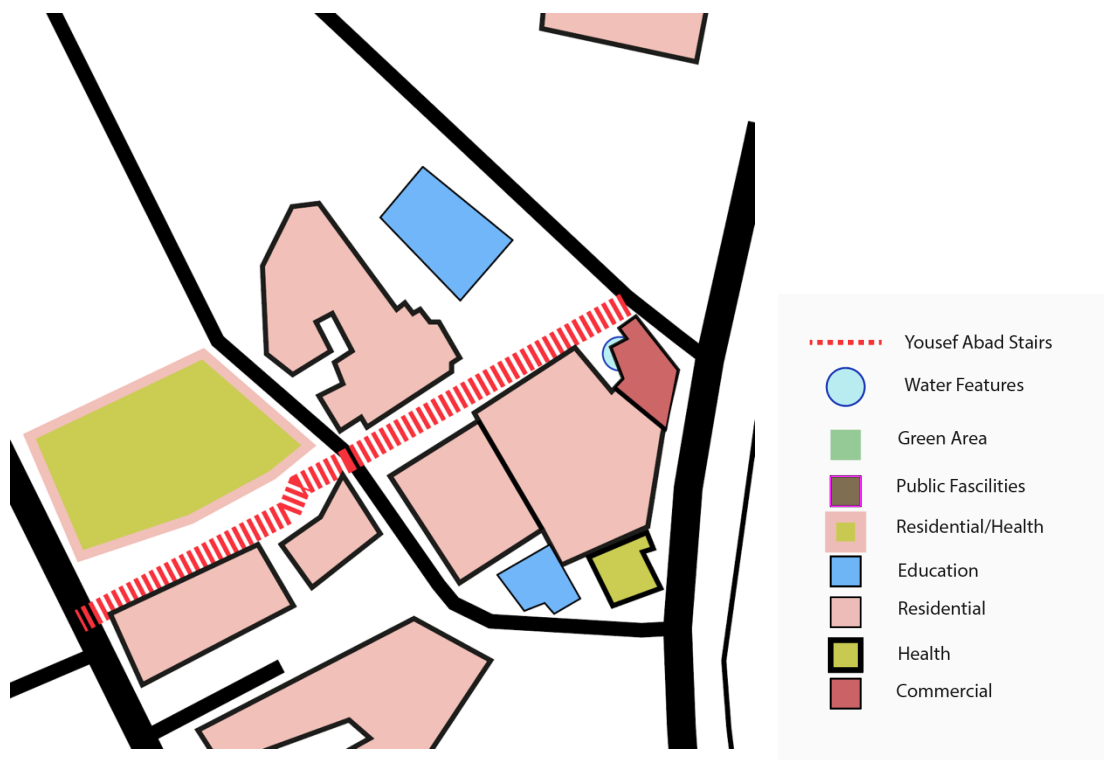 Yousef Abad Stairs
Water Features
Green Area
Public Fascilities
Residential/Health
Education
Residential
Health
Commercial